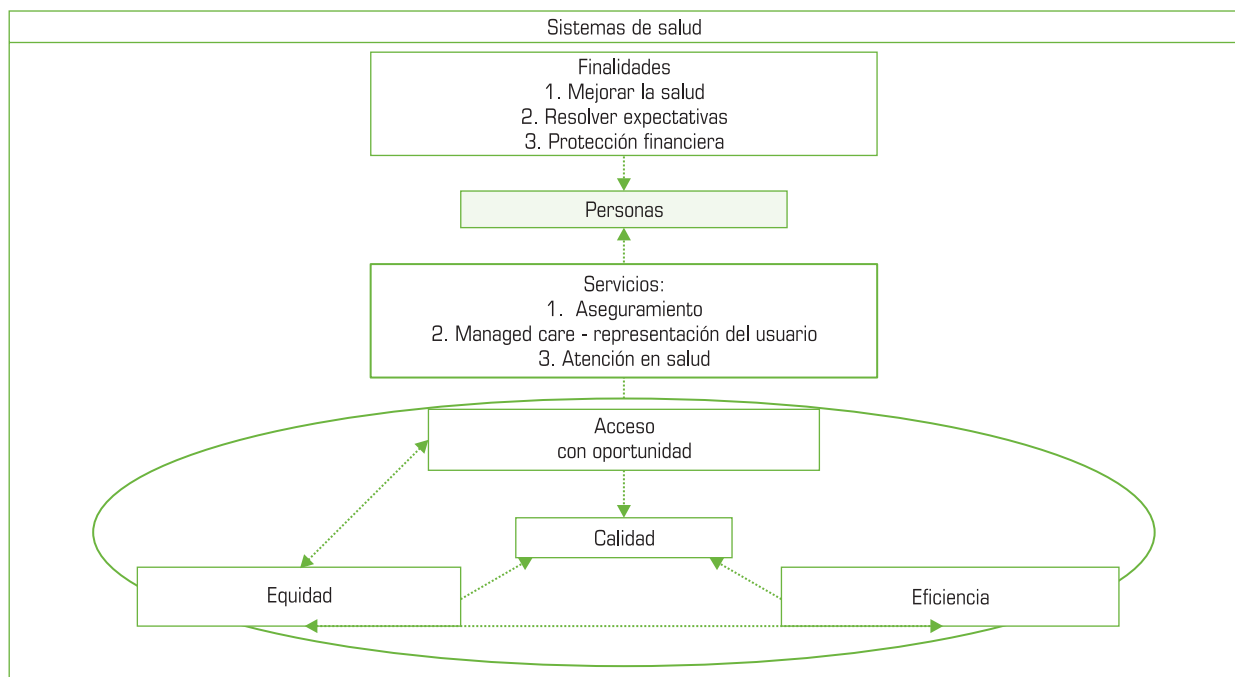 Sistemas de salud
Finalidades
1. Mejorar la salud
2. Resolver expectativas
3. Protección financiera
Personas
Servicios:
1. Aseguramiento
2. Managed care - representación del usuario
3. Atención en salud
Acceso
con oportunidad
Calidad
Equidad
Eficiencia